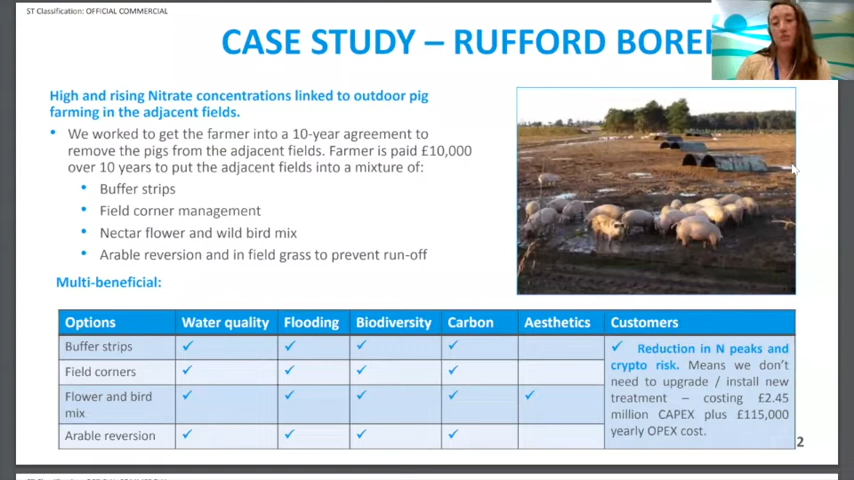 ST Classification: OFFICIAL COMMERCIAL
CASE STUDY – RUFFORD
High and rising Nitrate concentrations linked to outdoor pig
farming in the adjacent fields.
• We worked to get the farmer into a 10-year agreement to
remove the pigs from the adjacent fields. Farmer is paid £10,000
over 10 years to put the adjacent fields into a mixture of:
• Buffer strips
• Field corner management
• Nectar flower and wild bird mix
• Arable reversion and in field grass to prevent run-off
Multi-beneficial:
Options Water quality Flooding Biodiversity Carbon Aesthetics Customers
Buffer strips ✓ ✓ ✓ ✓
Field corners ✓ ✓ ✓ ✓
Flower and bird
mix ✓ ✓ ✓ ✓ ✓
Arable reversion ✓ ✓ ✓ ✓
✓ Reduction in N peaks and
crypto risk. Means we don't
need to upgrade / install new
treatment – costing £2.45
million CAPEX plus £115,000
yearly OPEX cost.
2